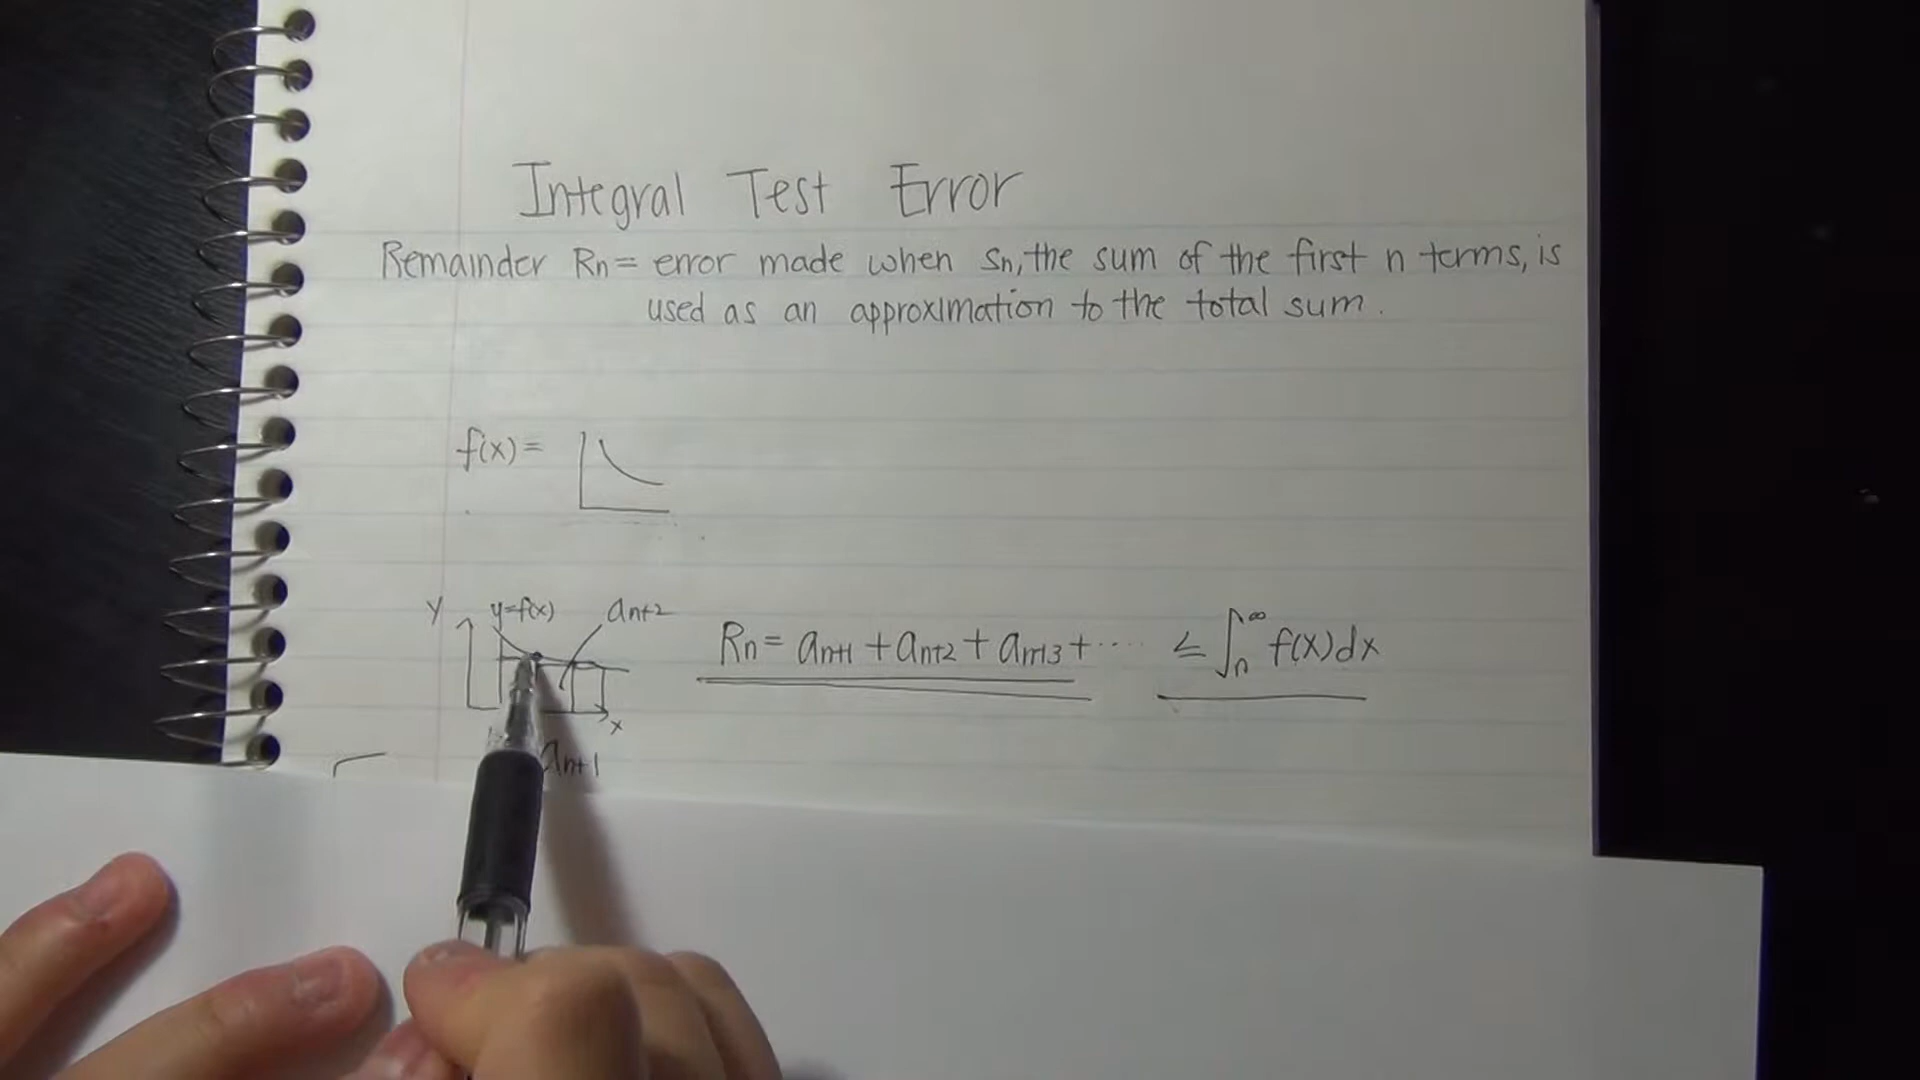 Integral Test Error
Remainder Rn = error made when Sn, the sum of the first n terms, is
used as an approximation to the total sum.
f(x) =
y y=f(x) an+2
Rn = an+1 + an+2 + an+3 + ····· ≤ ∫n^∞ f(x)dx
x
an+1